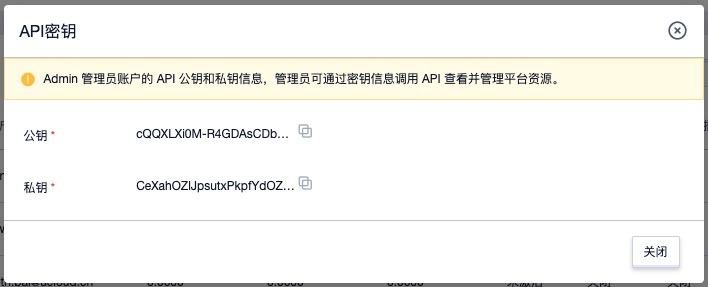 API密钥
Admin 管理员账户的 API 公钥和私钥信息，管理员可通过密钥信息调用 API 查看并管理平台资源。
公钥 *
cQQXLXi0M-R4GDAsCDb...
私钥 *
CeXahOZlJpsutxPkpfYdOZ...
关闭